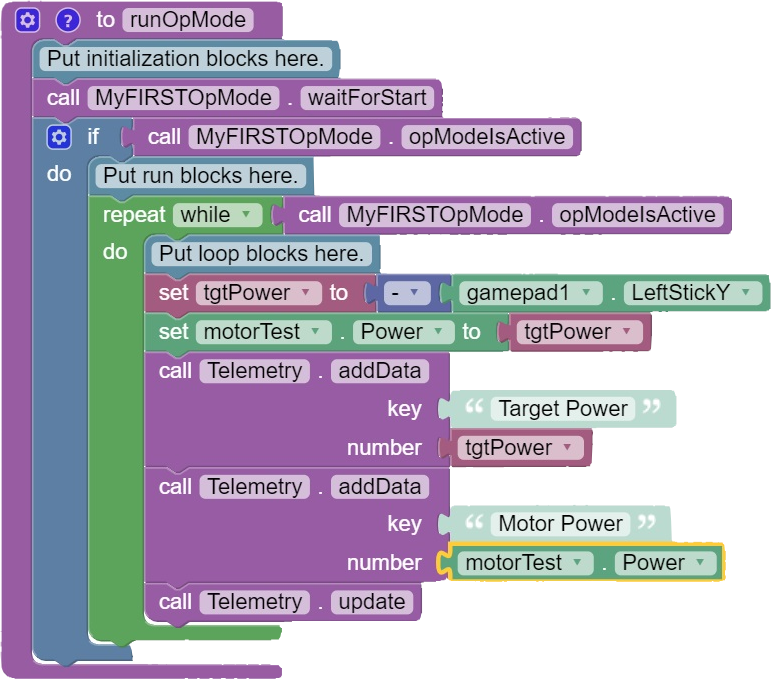 ? to runOpMode
Put initialization blocks here.
call MyFIRSTOpMode . waitForStart
if call MyFIRSTOpMode . opModeIsActive
do Put run blocks here.
repeat while call MyFIRSTOpMode . opModeIsActive
do Put loop blocks here.
set tgtPower to - gamepad1 . LeftStickY
set motorTest . Power to tgtPower
call Telemetry . addData
key “ Target Power ”
number tgtPower
call Telemetry . addData
key “ Motor Power ”
number motorTest . Power
call Telemetry . update